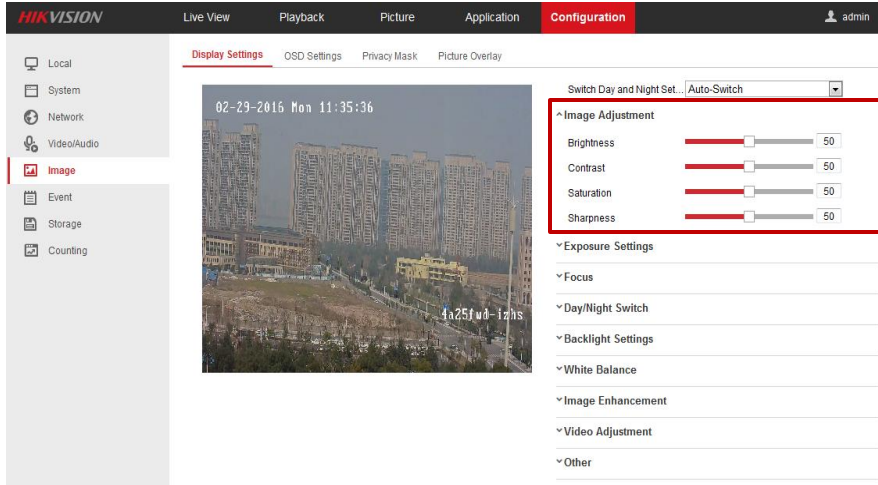 HIKVISION Live View Playback Picture Application Configuration admin
Display Settings OSD Settings Privacy Mask Picture Overlay
Local
System
Network
Video/Audio
Image
Event
Storage
Counting
02-29-2016 Mon 11:35:36
4a25fwd-izhs
Switch Day and Night Set... Auto-Switch
Image Adjustment
Brightness 50
Contrast 50
Saturation 50
Sharpness 50
Exposure Settings
Focus
Day/Night Switch
Backlight Settings
White Balance
Image Enhancement
Video Adjustment
Other